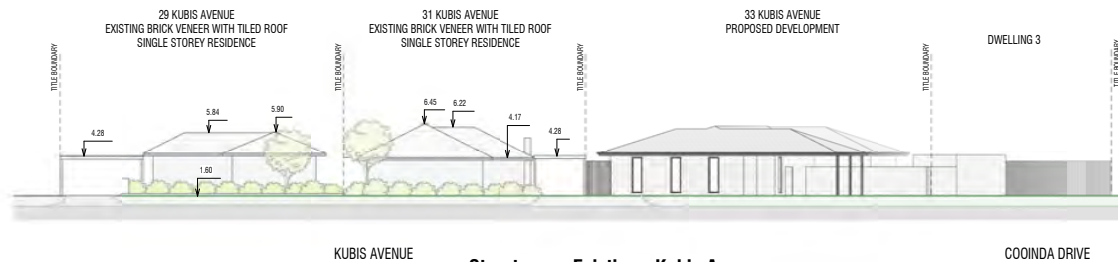 29 KUBIS AVENUE
EXISTING BRICK VENEER WITH TILED ROOF
SINGLE STOREY RESIDENCE
31 KUBIS AVENUE
EXISTING BRICK VENEER WITH TILED ROOF
SINGLE STOREY RESIDENCE
33 KUBIS AVENUE
PROPOSED DEVELOPMENT
DWELLING 3
TITLE BOUNDARY
TITLE BOUNDARY
TITLE BOUNDARY
TITLE BOUNDARY
TITLE BOUNDARY
4.28
5.84
5.90
1.60
6.45
6.22
4.17
4.28
KUBIS AVENUE
COOINDA DRIVE